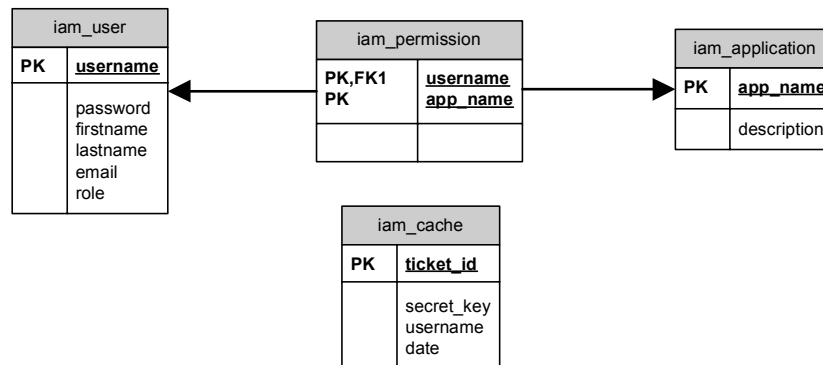 iam_user
PK username
password
firstname
lastname
email
role
iam_permission
PK,FK1 username
PK app_name
iam_application
PK app_name
description
iam_cache
PK ticket_id
secret_key
username
date